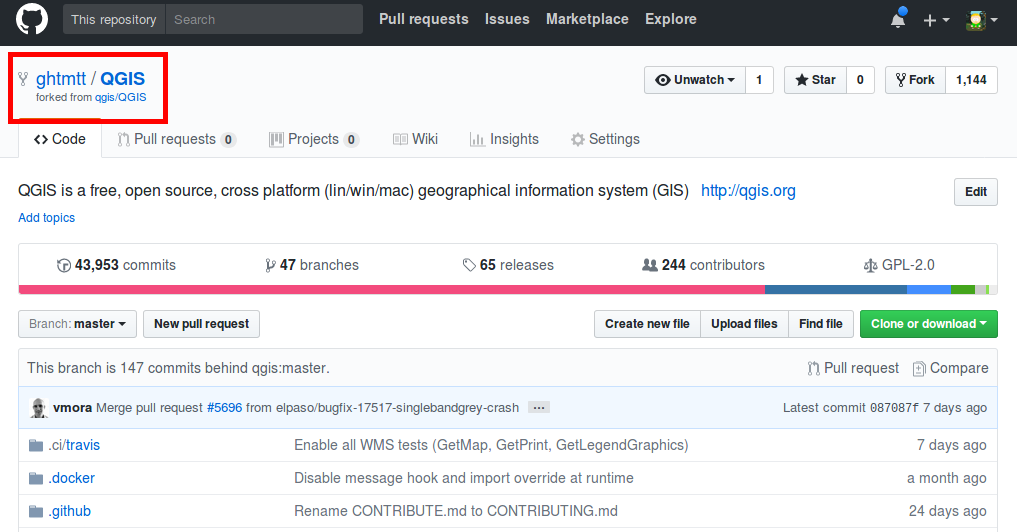 This repository Search Pull requests Issues Marketplace Explore
ghtmtt / QGIS Unwatch 1 Star 0 Fork 1,144
forked from qgis/QGIS
Code Pull requests 0 Projects 0 Wiki Insights Settings
QGIS is a free, open source, cross platform (lin/win/mac) geographical information system (GIS) http://qgis.org Edit
Add topics
43,953 commits 47 branches 65 releases 244 contributors GPL-2.0
Branch: master New pull request Create new file Upload files Find file Clone or download
This branch is 147 commits behind qgis:master. Pull request Compare
vmora Merge pull request #5696 from elpaso/bugfix-17517-singlebandgrey-crash ... Latest commit 087087f 7 days ago
.ci/travis Enable all WMS tests (GetMap, GetPrint, GetLegendGraphics) 7 days ago
.docker Disable message hook and import override at runtime a month ago
.github Rename CONTRIBUTE.md to CONTRIBUTING.md 24 days ago